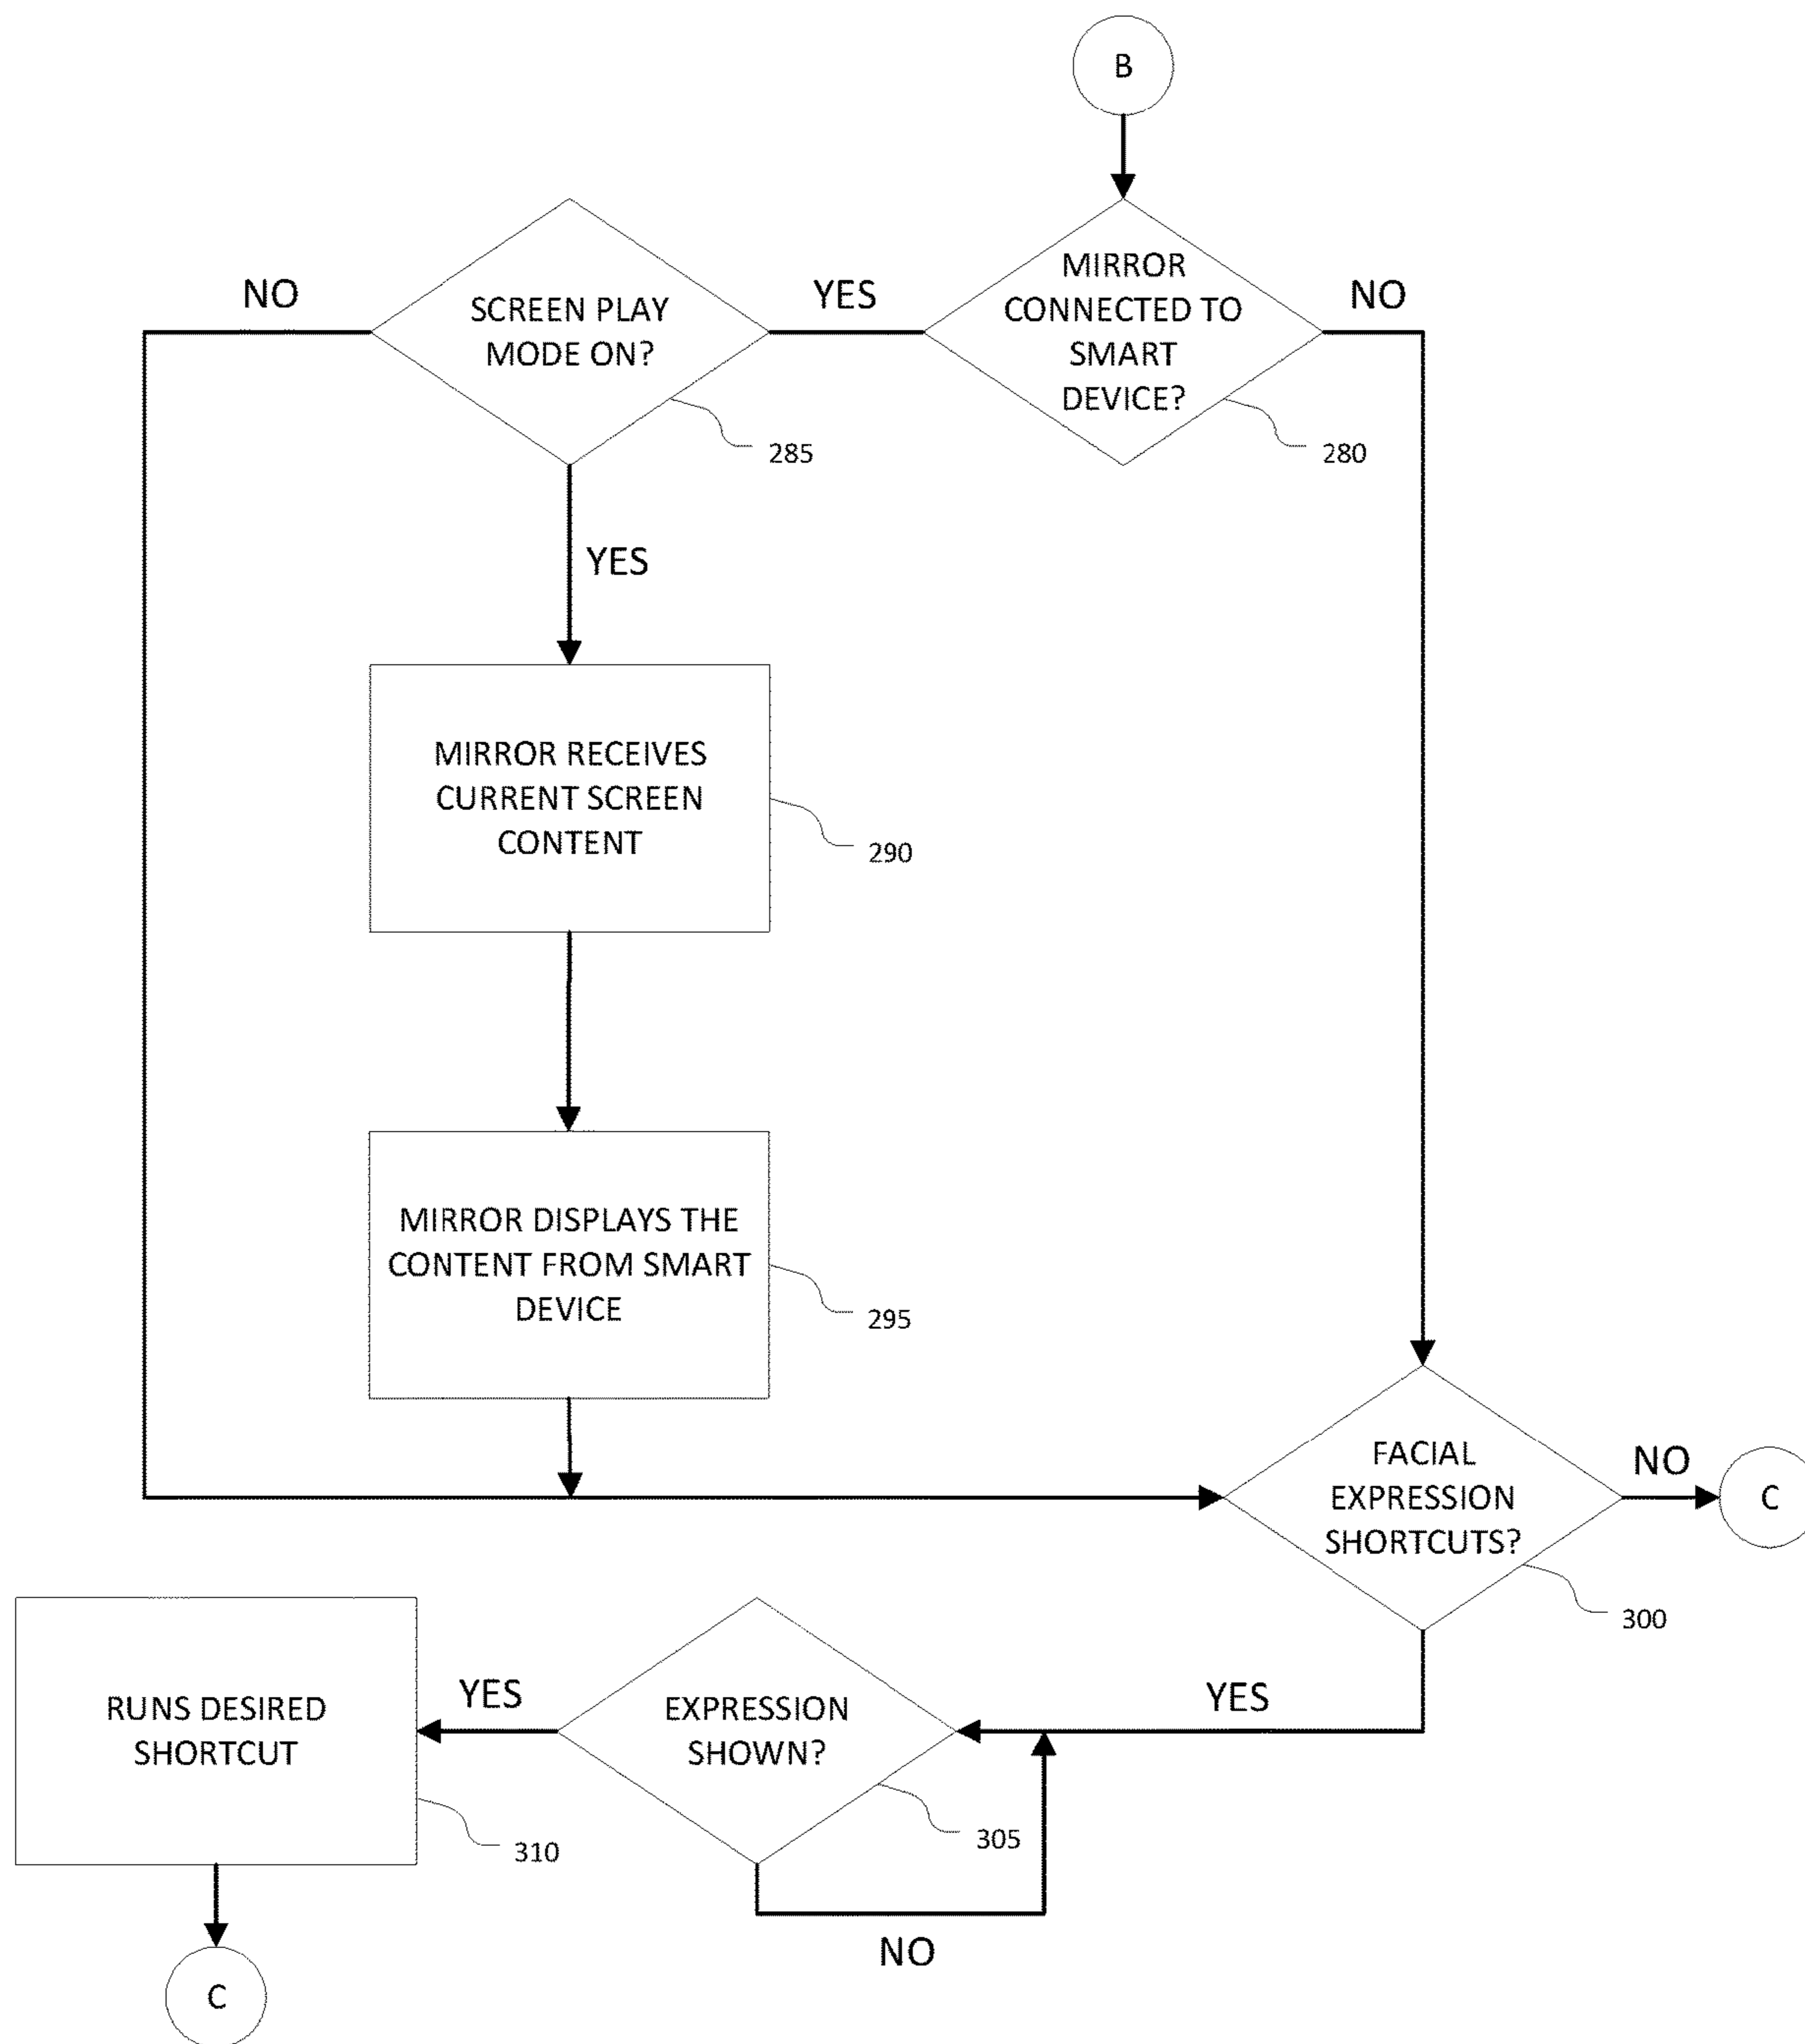 B
NO
SCREEN PLAY
MODE ON?
285
YES
MIRROR
CONNECTED TO
SMART
DEVICE?
280
NO
YES
MIRROR RECEIVES
CURRENT SCREEN
CONTENT
290
MIRROR DISPLAYS THE
CONTENT FROM SMART
DEVICE
295
FACIAL
EXPRESSION
SHORTCUTS?
300
NO
C
YES
EXPRESSION
SHOWN?
305
NO
YES
RUNS DESIRED
SHORTCUT
310
C